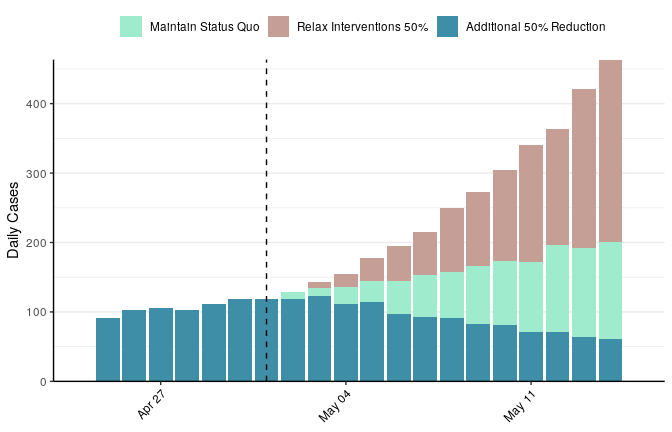 Maintain Status Quo Relax Interventions 50% Additional 50% Reduction
Daily Cases
400
300
200
100
0
Apr 27 May 04 May 11